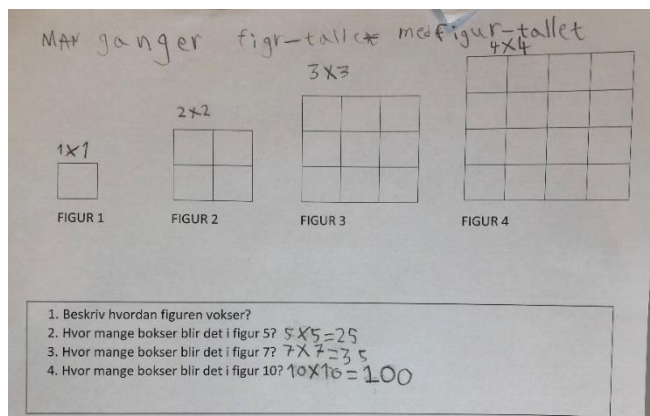 MAN ganger figr-tallet med figur-tallet
4x4
3x3
2x2
1x1
FIGUR 1 FIGUR 2 FIGUR 3 FIGUR 4
1. Beskriv hvordan figuren vokser?
2. Hvor mange bokser blir det i figur 5? 5x5=25
3. Hvor mange bokser blir det i figur 7? 7x7=35
4. Hvor mange bokser blir det i figur 10? 10x10=100